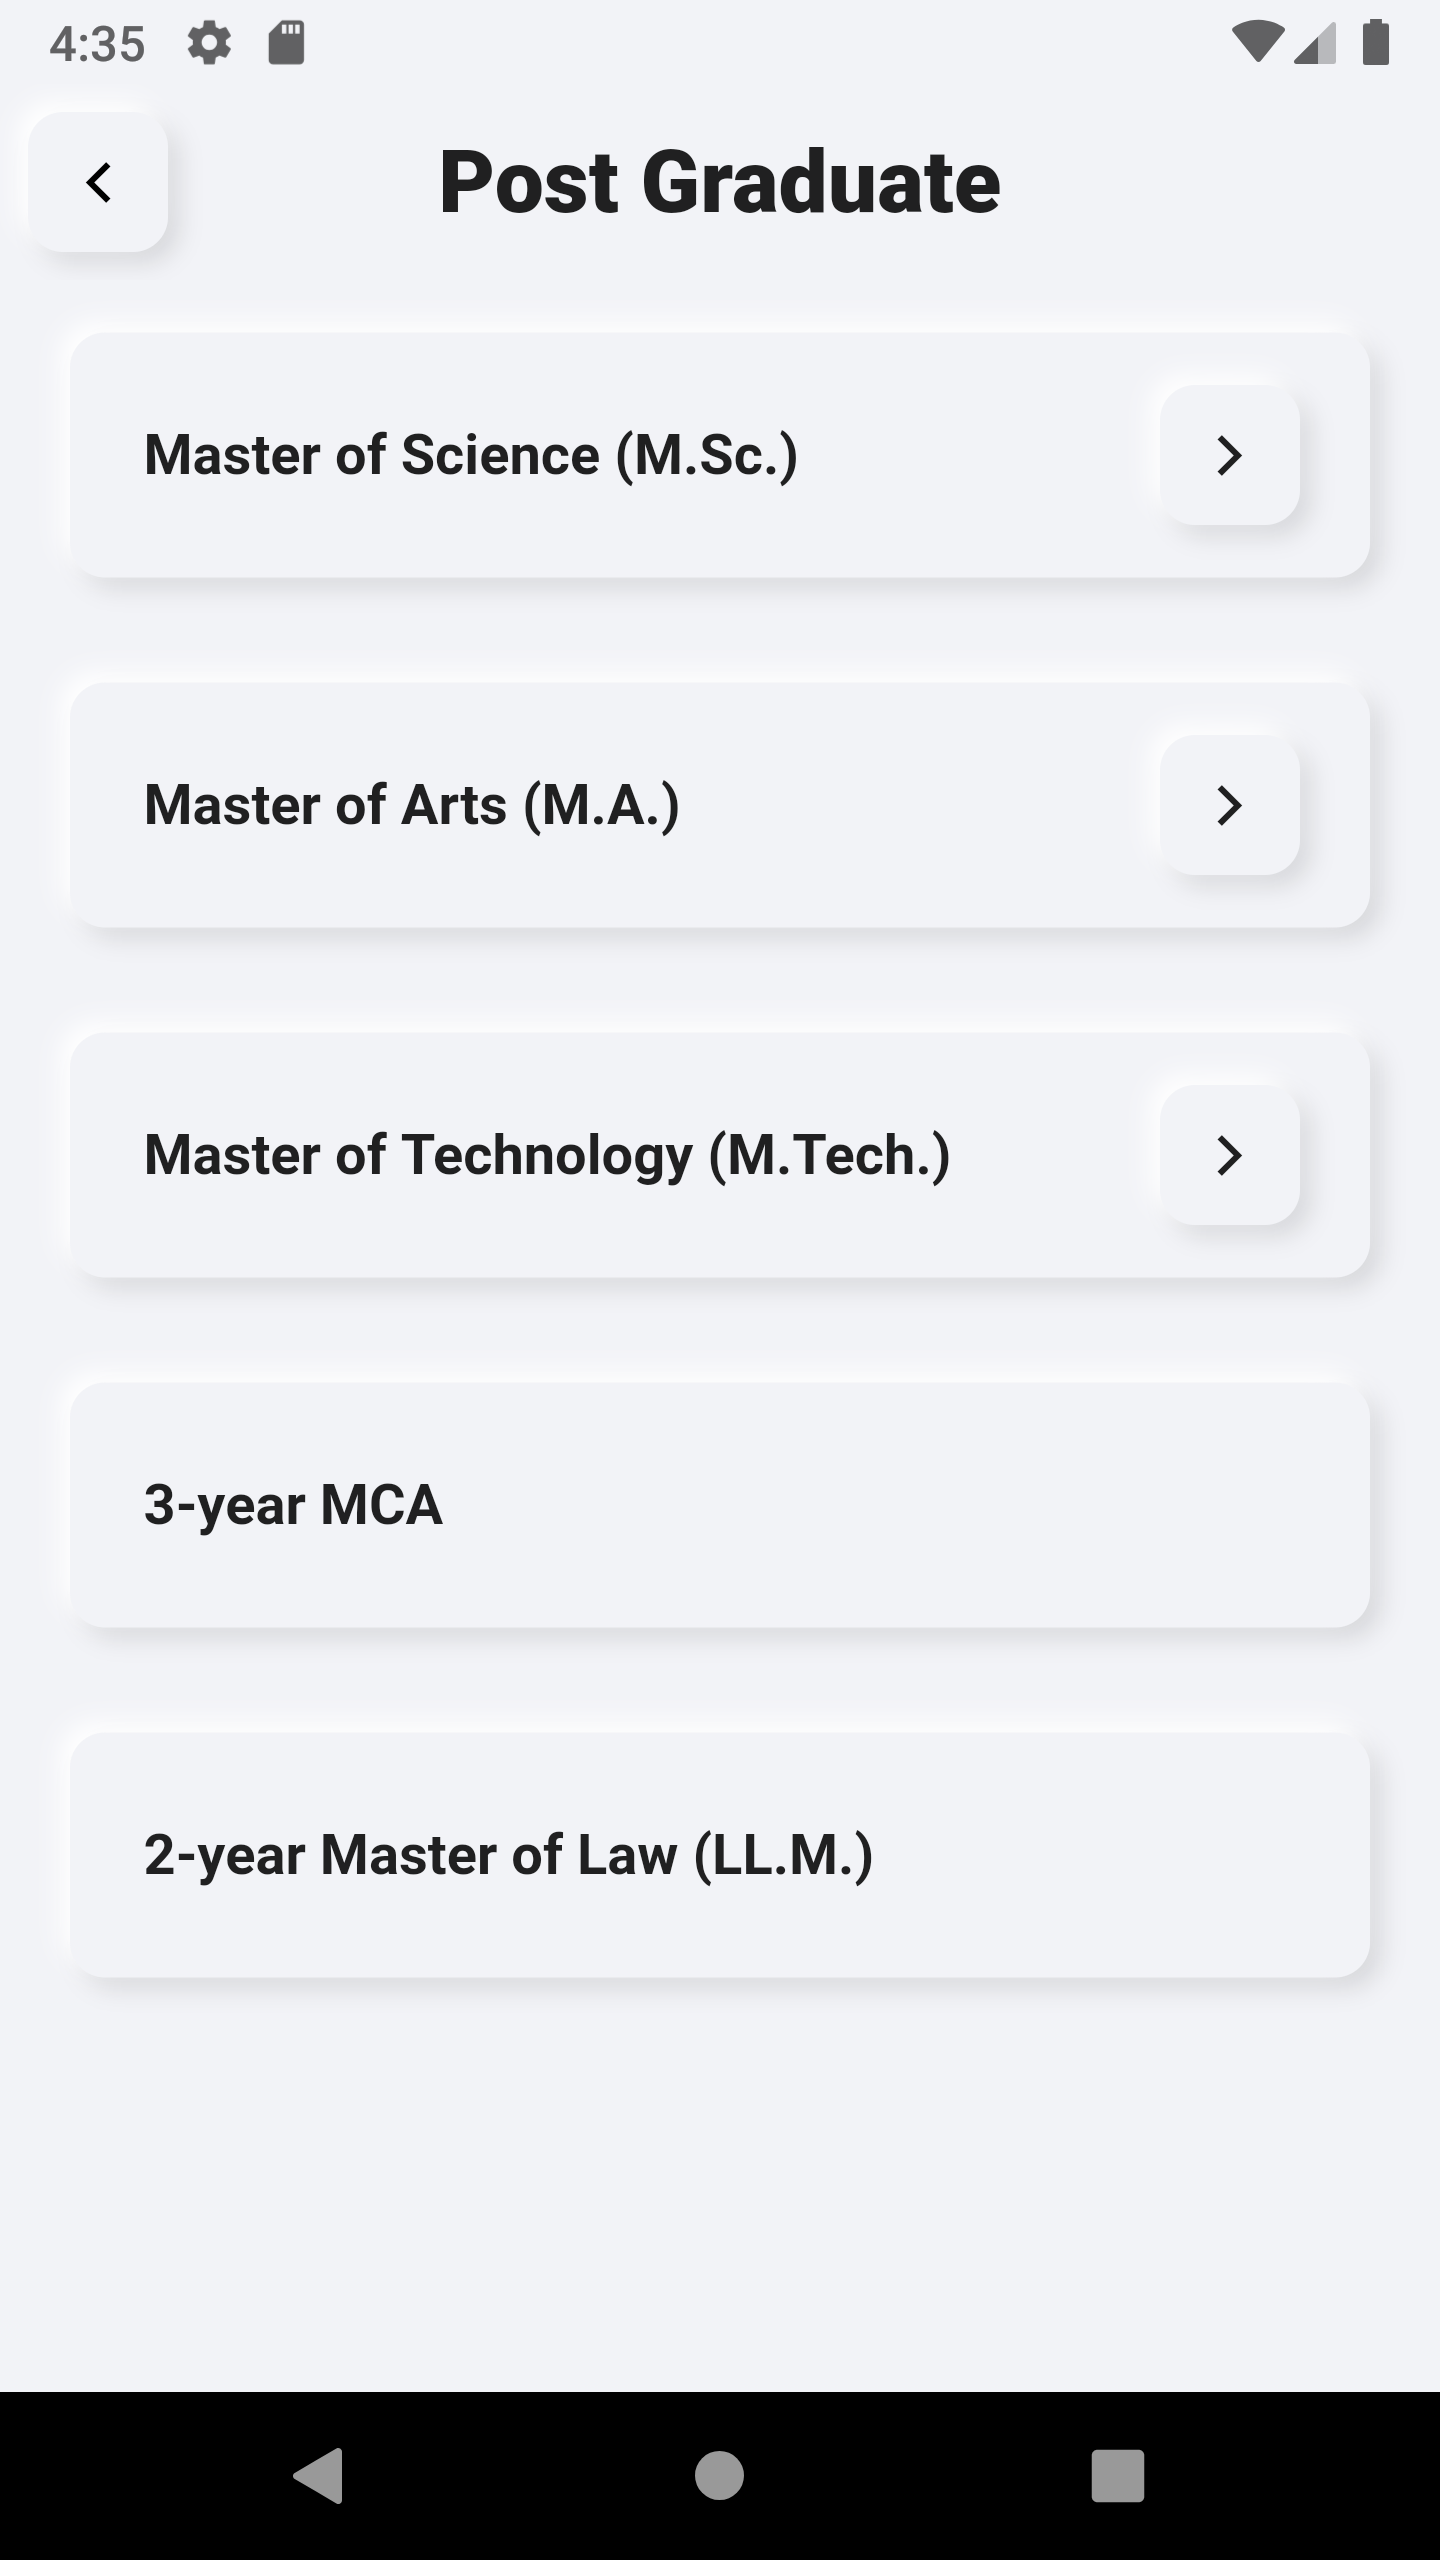 4:35
Post Graduate
Master of Science (M.Sc.)
Master of Arts (M.A.)
Master of Technology (M.Tech.)
3-year MCA
2-year Master of Law (LL.M.)